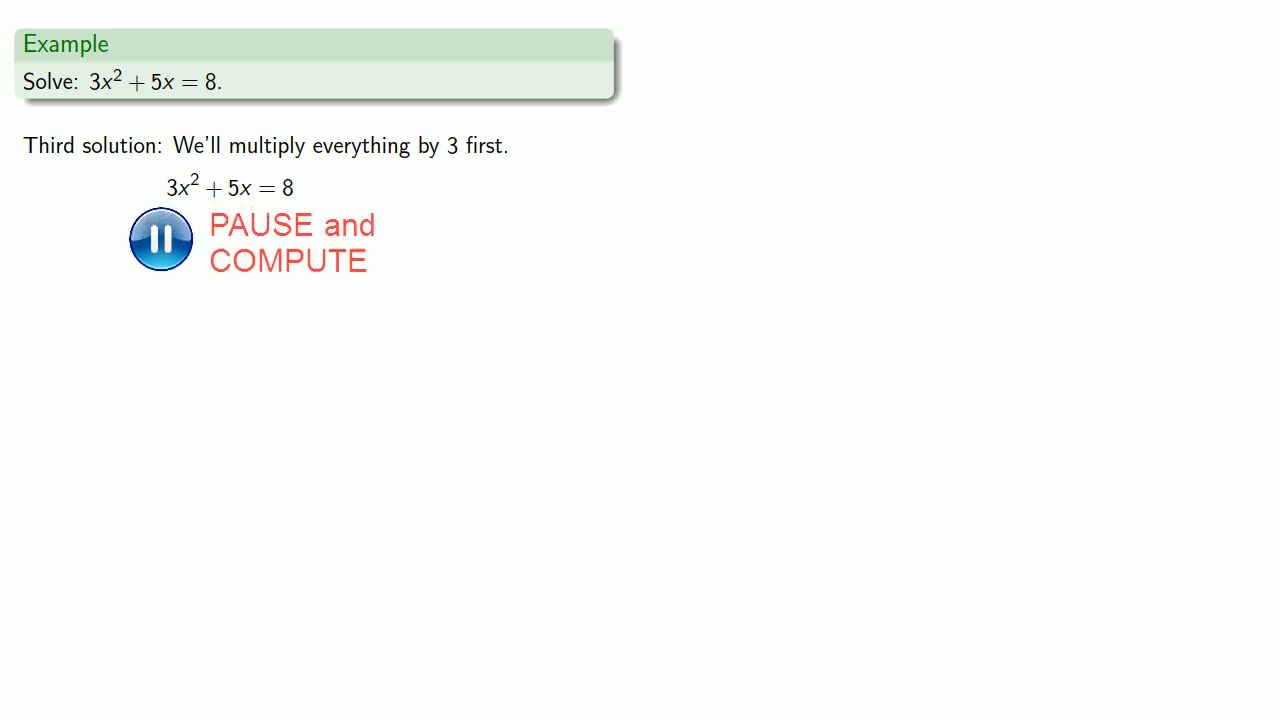 Example
Solve: 3x² + 5x = 8.
Third solution: We'll multiply everything by 3 first.
3x² + 5x = 8
PAUSE and
COMPUTE